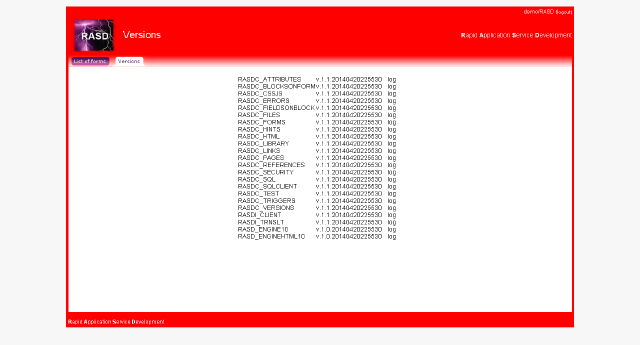 demo/RASD (logout)
RASD
Versions
Rapid Application Service Development
List of forms
Versions
RASDC_ATTRIBUTES v.1.1.20140420225530 log
RASDC_BLOCKSONFORM v.1.1.20140420225530 log
RASDC_CSSJS v.1.1.20140420225530 log
RASDC_ERRORS v.1.1.20140420225530 log
RASDC_FIELDSONBLOCK v.1.1.20140420225530 log
RASDC_FILES v.1.1.20140420225530 log
RASDC_FORMS v.1.1.20140420225530 log
RASDC_HINTS v.1.1.20140420225530 log
RASDC_HTML v.1.1.20140420225530 log
RASDC_LIBRARY v.1.1.20140420225530 log
RASDC_LINKS v.1.1.20140420225530 log
RASDC_PAGES v.1.1.20140420225530 log
RASDC_REFERENCES v.1.1.20140420225530 log
RASDC_SECURITY v.1.1.20140420225530 log
RASDC_SQL v.1.1.20140420225530 log
RASDC_SQLCLIENT v.1.1.20140420225530 log
RASDC_TEST v.1.1.20140420225530 log
RASDC_TRIGGERS v.1.1.20140420225530 log
RASDC_VERSIONS v.1.1.20140420225530 log
RASDI_CLIENT v.1.1.20140420225530 log
RASDI_TRNSLT v.1.1.20140420225530 log
RASD_ENGINE10 v.1.0.20140420225530 log
RASD_ENGINEHTML10 v.1.0.20140420225530 log
Rapid Application Service Development